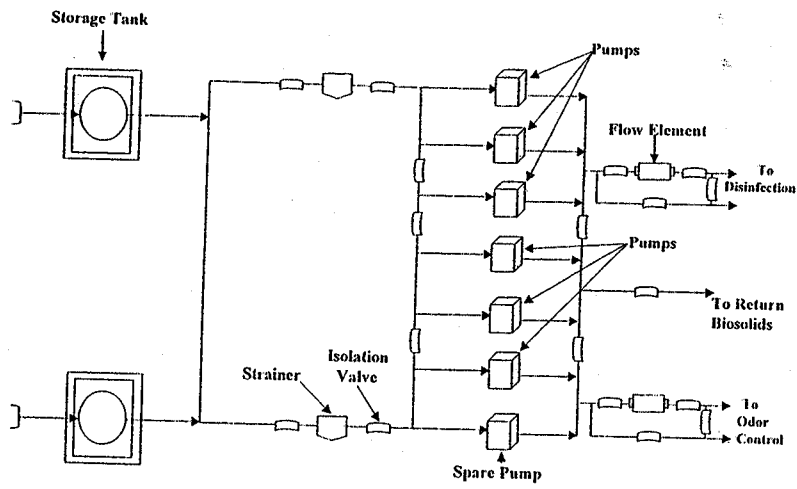 Storage Tank
Pumps
Flow Element
To
Disinfection
Pumps
To Return
Biosolids
Isolation
Valve
Strainer
To
Odor
Control
Spare Pump